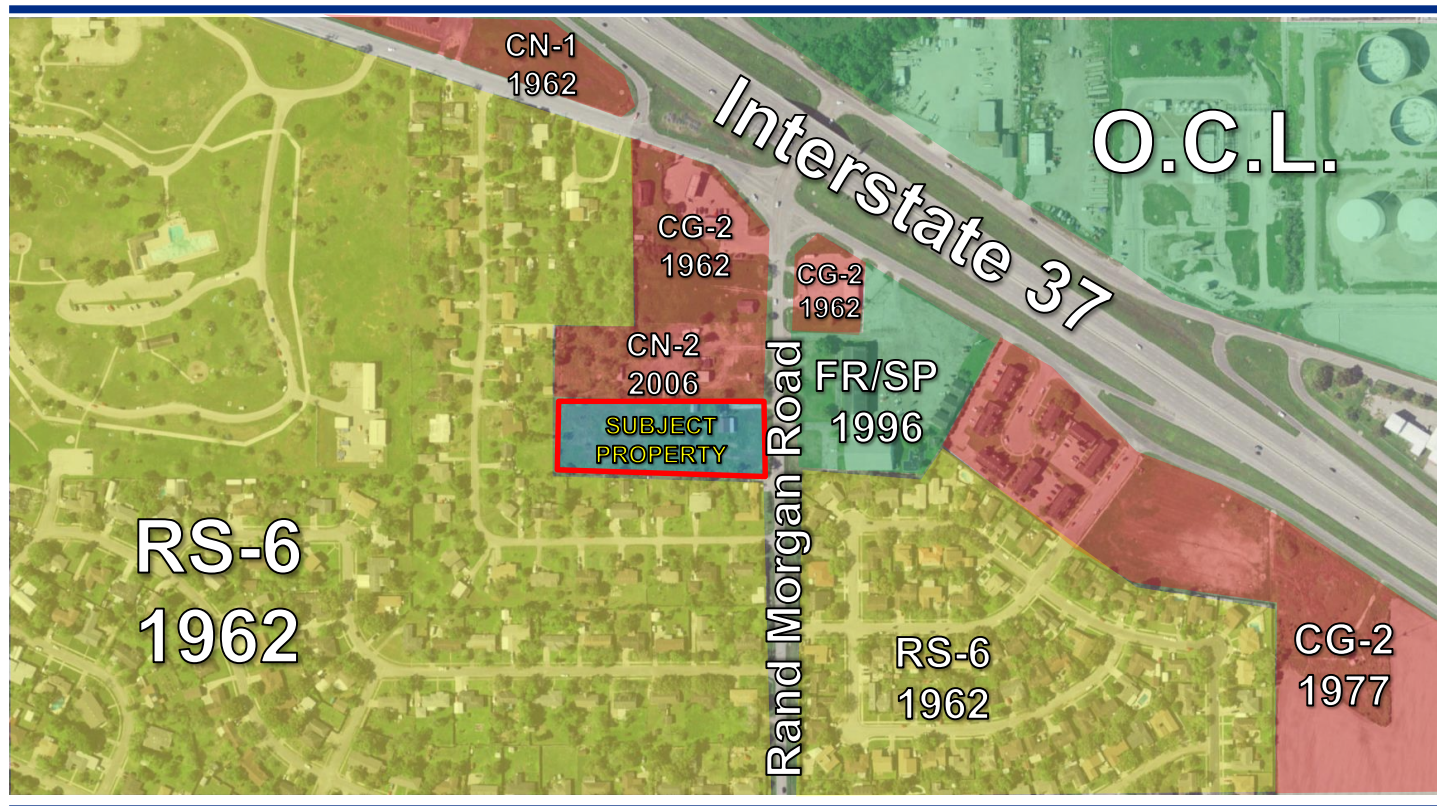 CN-1
1962
Interstate 37
O.C.L.
CG-2
1962
CG-2
1962
CN-2
2006
FR/SP
1996
SUBJECT
PROPERTY
Rand Morgan Road
RS-6
1962
RS-6
1962
CG-2
1977